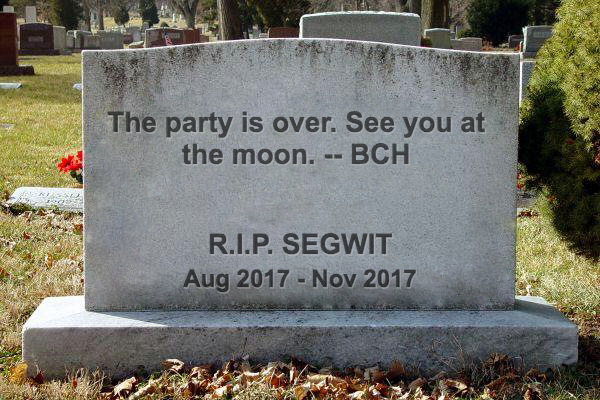 The party is over. See you at
the moon. -- BCH
R.I.P. SEGWIT
Aug 2017 - Nov 2017